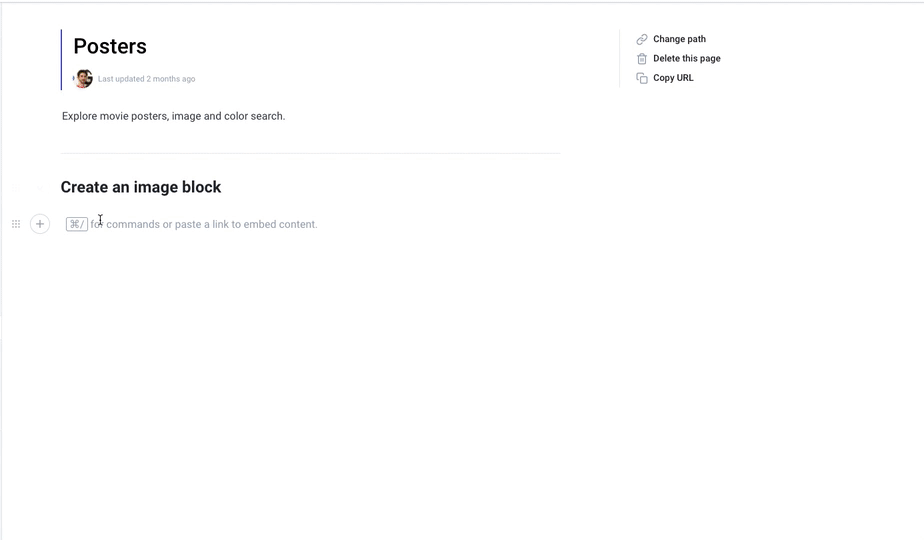 Posters
Last updated 2 months ago
Change path
Delete this page
Copy URL
Explore movie posters, image and color search.
Create an image block
⌘/ for commands or paste a link to embed content.